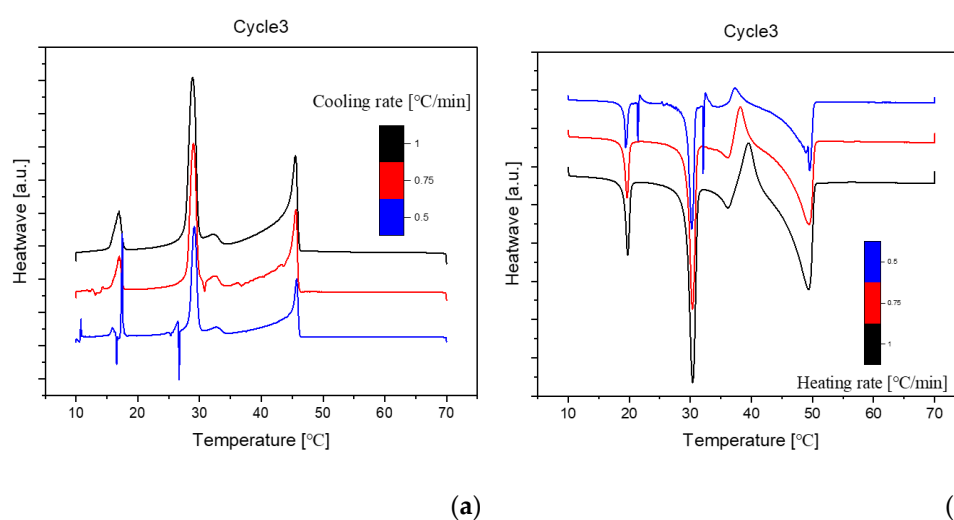 Cycle3
Heatwave [a.u.]
Cooling rate [°C/min]
1
0.75
0.5
10 20 30 40 50 60 70
Temperature [℃]
(a)
Cycle3
Heatwave [a.u.]
0.5
0.75
1
Heating rate [°C/min]
10 20 30 40 50 60 70
Temperature [℃]
(